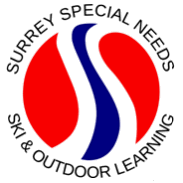 SURREY SPECIAL NEEDS
SKI & OUTDOOR LEARNING